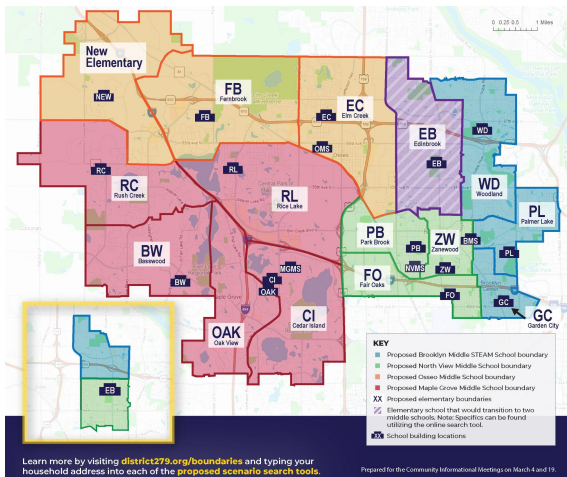 0 0.25 0.5 1 Miles
New
Elementary
NEW
FB
Fernbrook
FB
EC
Elm Creek
EC
OMS
EB
Edinbrook
EB
WD
WD
Woodland
PL
Palmer Lake
PL
RC
RC
Rush Creek
RL
RL
Rice Lake
PB
Park Brook
PB
ZW
Zanewood
BMS
NVMS
ZW
BW
Basswood
BW
MGMS
CI
OAK
FO
Fair Oaks
FO
GC
GC
Garden City
OAK
Oak View
CI
Cedar Island
EB
KEY
Proposed Brooklyn Middle STEAM School boundary
Proposed North View Middle School boundary
Proposed Osseo Middle School boundary
Proposed Maple Grove Middle School boundary
XX Proposed elementary boundaries
Elementary school that would transition to two
middle schools. Note: Specifics can be found
utilizing the online search tool.
XX School building locations
Learn more by visiting district279.org/boundaries and typing your
household address into each of the proposed scenario search tools.
Prepared for the Community Informational Meetings on March 4 and 19.